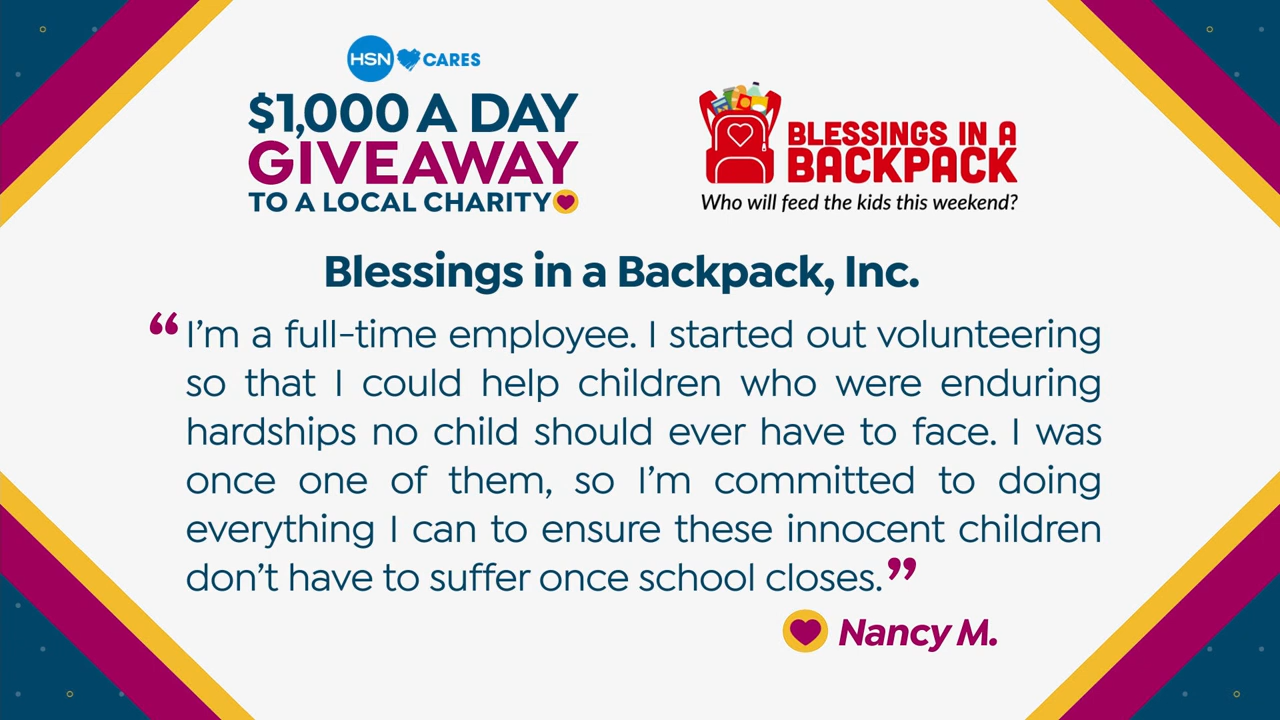 HSN CARES
$1,000 A DAY
GIVEAWAY
TO A LOCAL CHARITY
BLESSINGS IN A
BACKPACK
Who will feed the kids this weekend?
Blessings in a Backpack, Inc.
“I’m a full-time employee. I started out volunteering
so that I could help children who were enduring
hardships no child should ever have to face. I was
once one of them, so I’m committed to doing
everything I can to ensure these innocent children
don’t have to suffer once school closes.”
Nancy M.